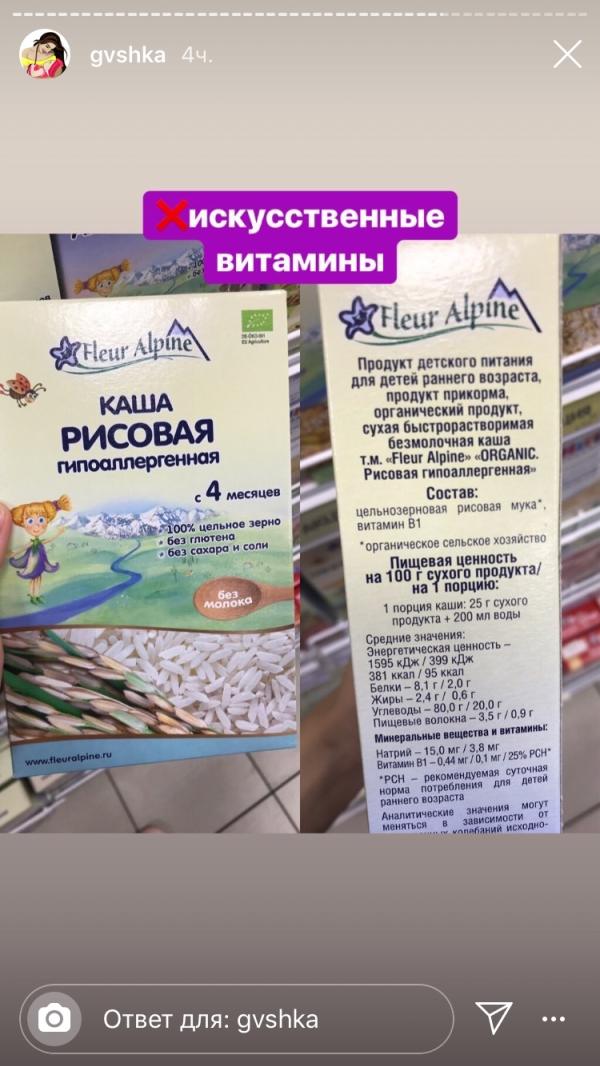 gvshka 4ч.
❌искусственные
витамины
Fleur Alpine
EU Agriculture
КАША
РИСОВАЯ
гипоаллергенная
с 4 месяцев
• 100% цельное зерно
• без глютена
• без сахара и соли
без
молока
www.fleuralpine.ru
Fleur Alpine
Продукт детского питания
для детей раннего возраста,
продукт прикорма,
органический продукт,
сухая быстрорастворимая
безмолочная каша
т.м. «Fleur Alpine» «ORGANIC.
Рисовая гипоаллергенная»
Состав:
цельнозерновая рисовая мука*,
витамин В1
*органическое сельское хозяйство
Пищевая ценность
на 100 г сухого продукта/
на 1 порцию:
1 порция каши: 25 г сухого
продукта + 200 мл воды
Средние значения:
Энергетическая ценность –
1595 кДж / 399 кДж
381 ккал / 95 ккал
Белки – 8,1 г / 2,0 г
Жиры – 2,4 г / 0,6 г
Углеводы – 80,0 г / 20,0 г
Пищевые волокна – 3,5 г / 0,9 г
Минеральные вещества и витамины:
Натрий – 15,0 мг / 3,8 мг
Витамин В1 – 0,44 мг / 0,1 мг / 25% РСН*
*РСН – рекомендуемая суточная
норма потребления для детей
раннего возраста
Аналитические значения могут
меняться в зависимости от
колебаний исходно-
Ответ для: gvshka